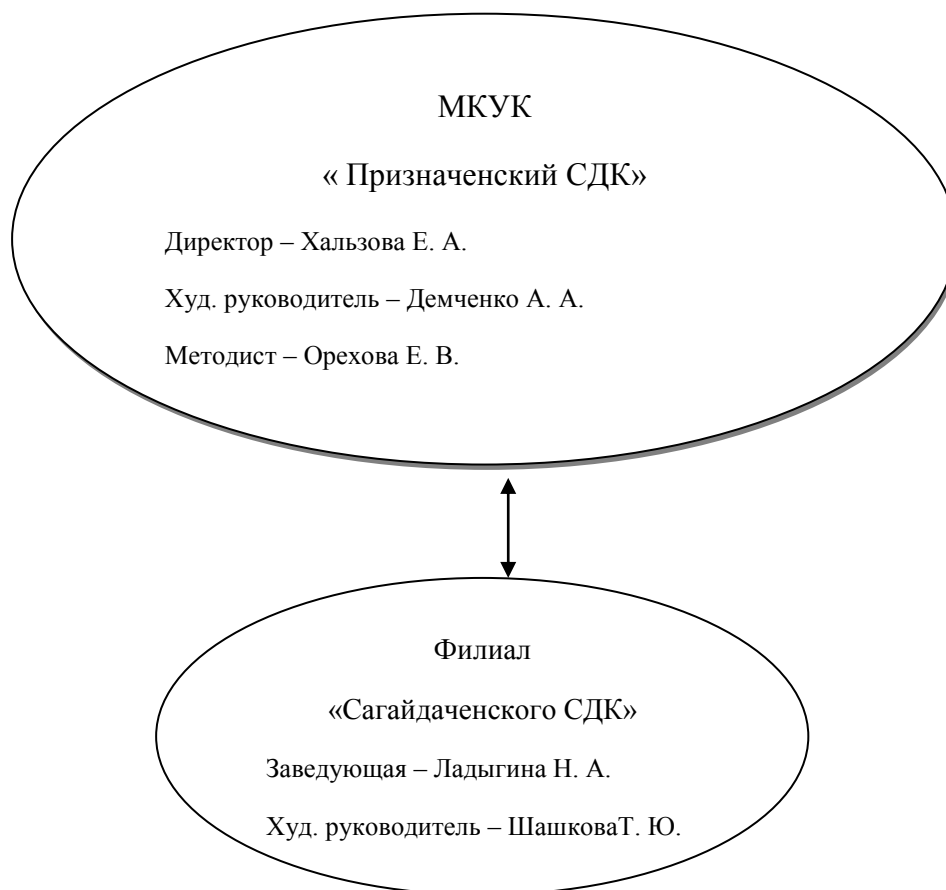 МКУК
« Призначенский СДК»
Директор – Хальзова Е. А.
Худ. руководитель – Демченко А. А.
Методист – Орехова Е. В.
Филиал
«Сагайдаченского СДК»
Заведующая – Ладыгина Н. А.
Худ. руководитель – ШашковаТ. Ю.